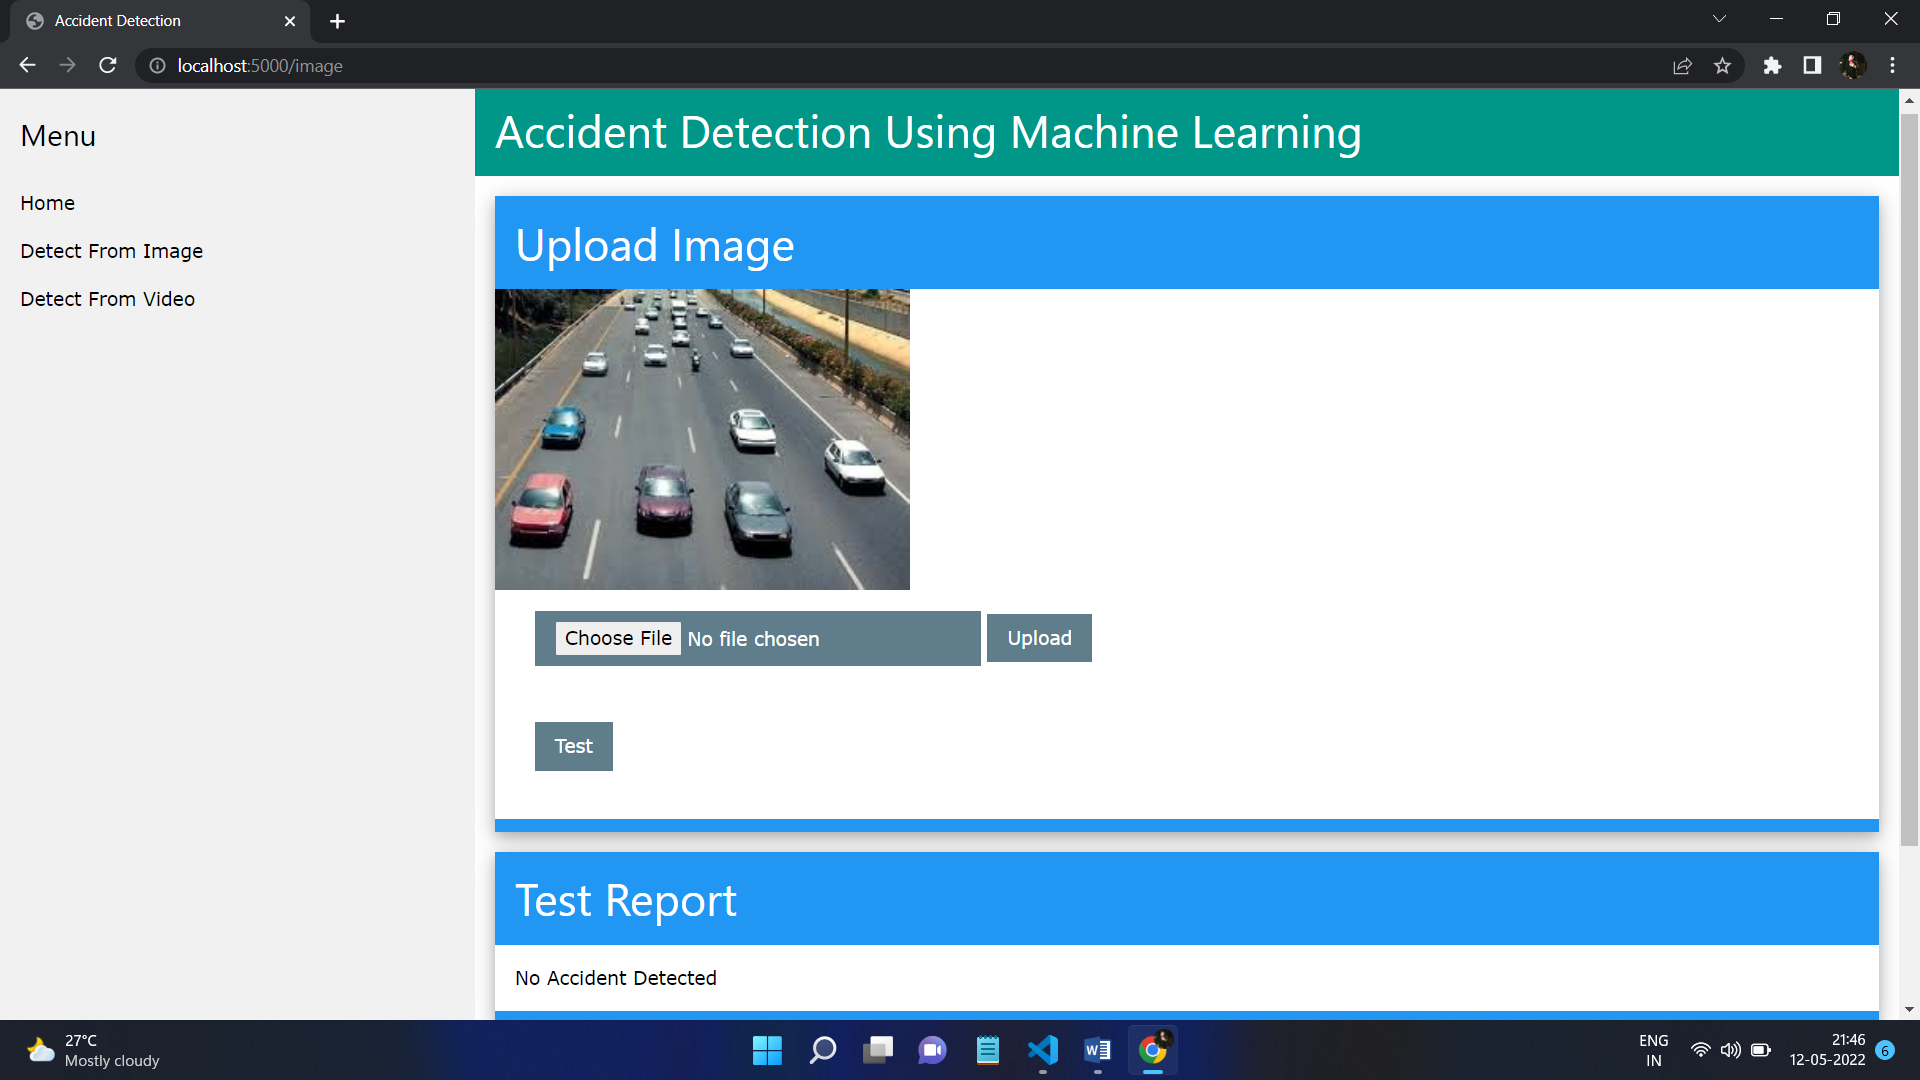 Accident Detection
localhost:5000/image
Menu
Home
Detect From Image
Detect From Video
Accident Detection Using Machine Learning
Upload Image
Choose File No file chosen Upload
Test
Test Report
No Accident Detected
27°C
Mostly cloudy
ENG
IN
21:46
12-05-2022
6